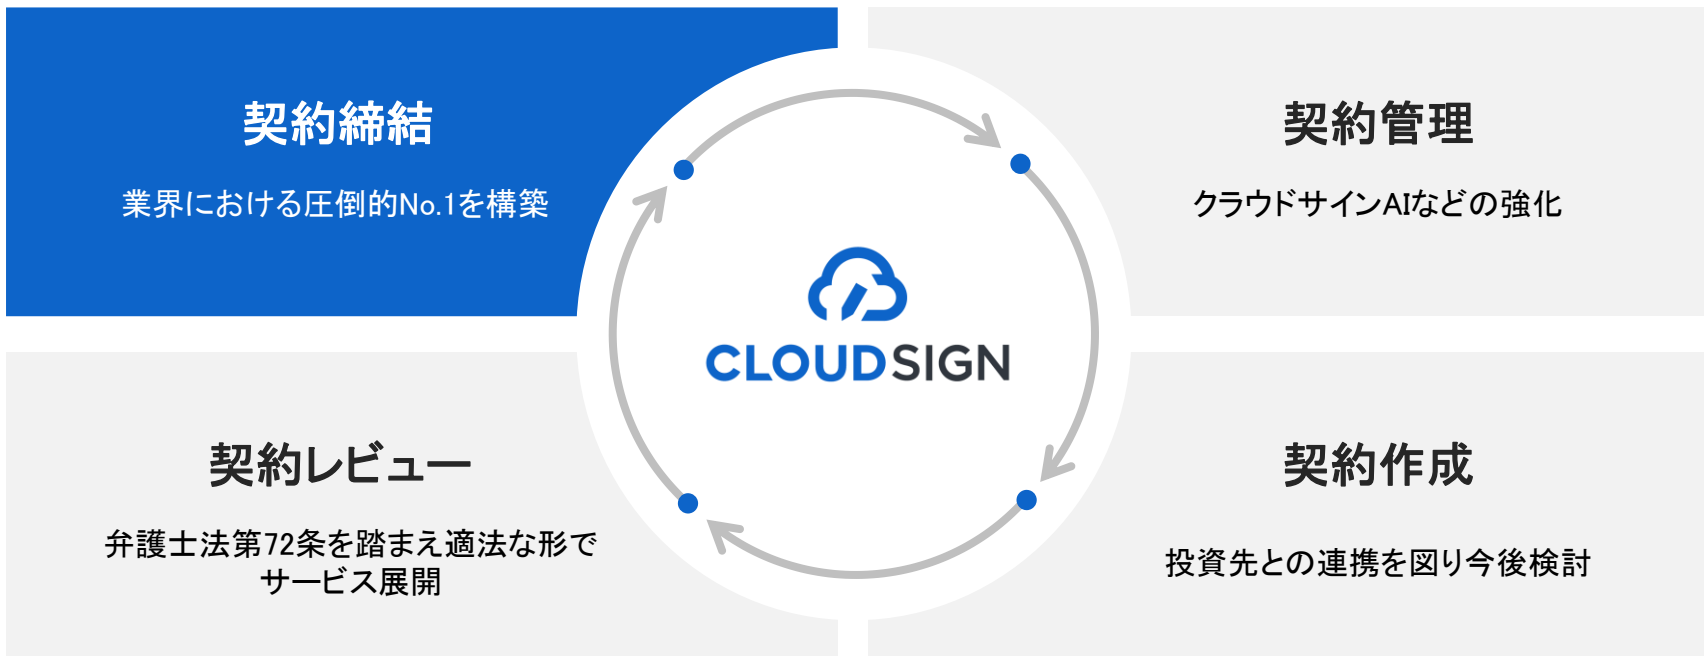 契約締結
業界における圧倒的No.1を構築
契約管理
クラウドサインAIなどの強化
CLOUDSIGN
契約レビュー
弁護士法第72条を踏まえ適法な形で
サービス展開
契約作成
投資先との連携を図り今後検討